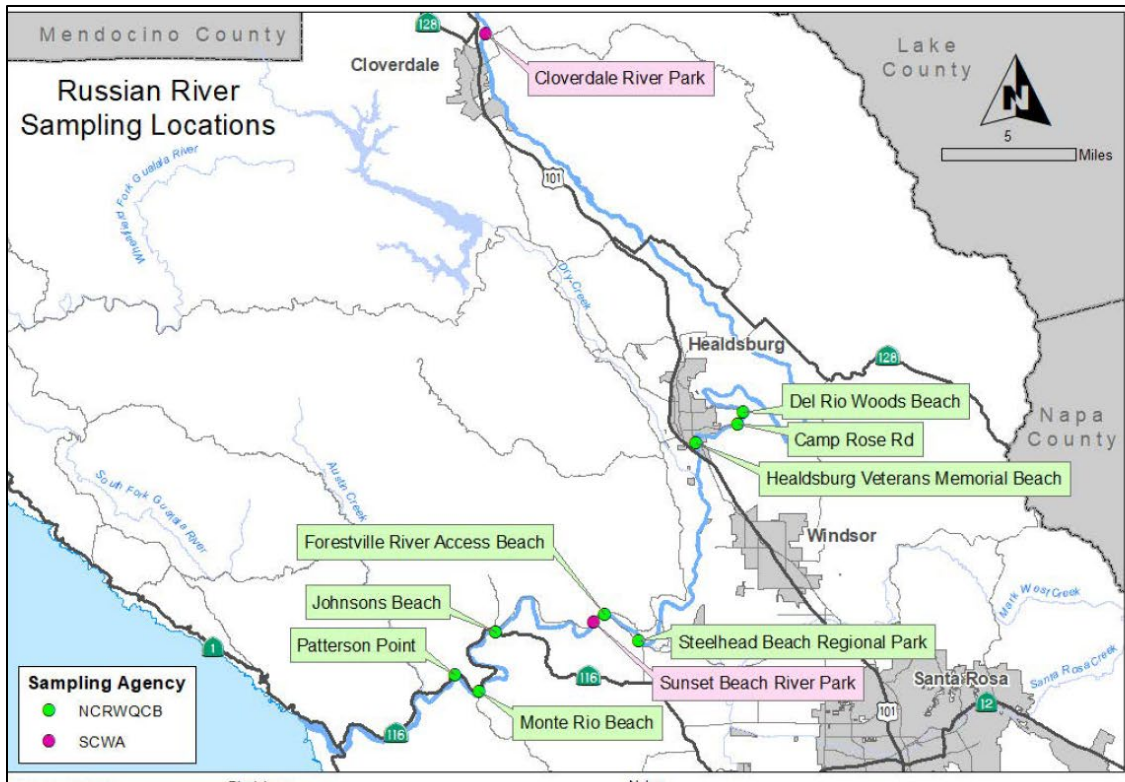 Mendocino County
128
Cloverdale
Cloverdale River Park
Lake
County
Russian River
Sampling Locations
N
5
Miles
Wheatfield Fork Gualala River
101
Dry Creek
Healdsburg
128
Del Rio Woods Beach
Camp Rose Rd
Healdsburg Veterans Memorial Beach
Napa
County
Austin Creek
South Fork Gualala River
Windsor
Forestville River Access Beach
Mark West Creek
Johnsons Beach
Steelhead Beach Regional Park
Patterson Point
1
116
Sunset Beach River Park
Santa Rosa
Santa Rosa Creek
Monte Rio Beach
12
101
116
Sampling Agency
NCRWQCB
SCWA